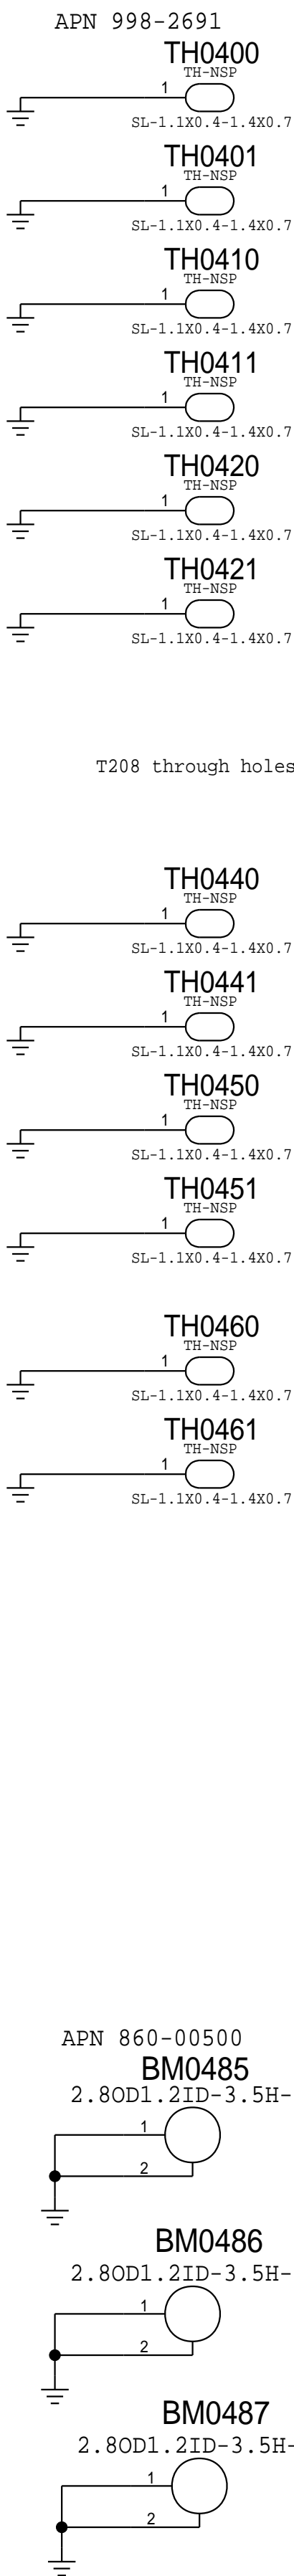 APN 998-2691
TH0400
TH-NSP
1
SL-1.1X0.4-1.4X0.7
TH0401
TH-NSP
1
SL-1.1X0.4-1.4X0.7
TH0410
TH-NSP
1
SL-1.1X0.4-1.4X0.7
TH0411
TH-NSP
1
SL-1.1X0.4-1.4X0.7
TH0420
TH-NSP
1
SL-1.1X0.4-1.4X0.7
TH0421
TH-NSP
1
SL-1.1X0.4-1.4X0.7
T208 through holes
TH0440
TH-NSP
1
SL-1.1X0.4-1.4X0.7
TH0441
TH-NSP
1
SL-1.1X0.4-1.4X0.7
TH0450
TH-NSP
1
SL-1.1X0.4-1.4X0.7
TH0451
TH-NSP
1
SL-1.1X0.4-1.4X0.7
TH0460
TH-NSP
1
SL-1.1X0.4-1.4X0.7
TH0461
TH-NSP
1
SL-1.1X0.4-1.4X0.7
APN 860-00500
BM0485
2.8OD1.2ID-3.5H-
1
2
BM0486
2.8OD1.2ID-3.5H-
1
2
BM0487
2.8OD1.2ID-3.5H-
1
2